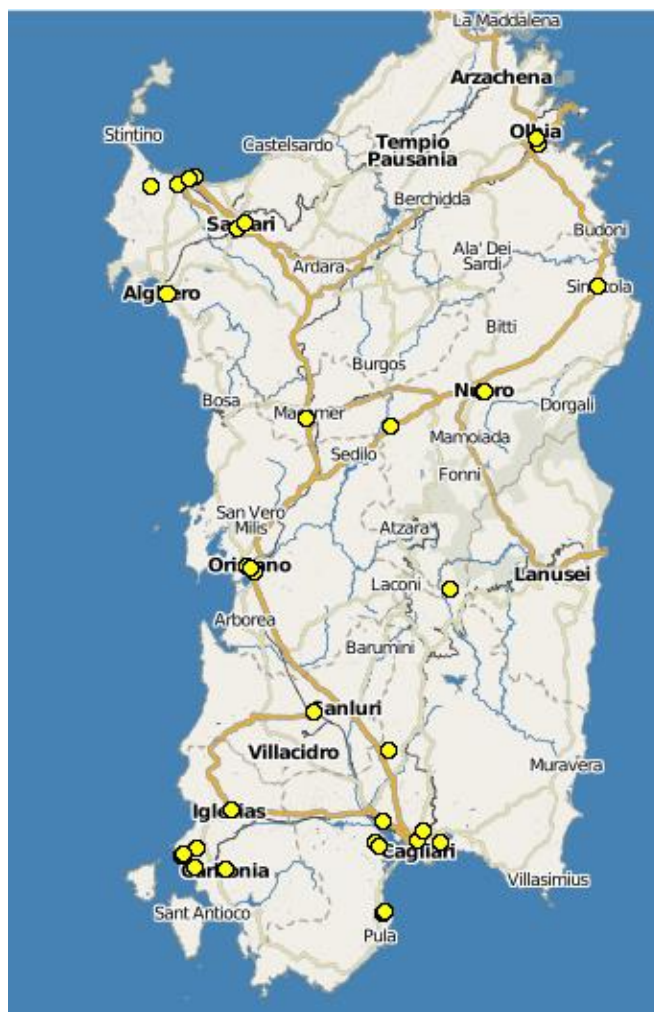 La Maddalena
Arzachena
Stintino
Castelsardo
Tempio
Pausania
Olbia
Berchidda
Sassari
Budoni
Ala' Dei
Sardi
Ardara
Alghero
Siniscola
Bitti
Burgos
Bosa
Nuoro
Dorgali
Macomer
Mamoiada
Sedilo
Fonni
San Vero
Milis
Atzara
Oristano
Lanusei
Laconi
Arborea
Barumini
Sanluri
Villacidro
Muravera
Iglesias
Cagliari
Carbonia
Villasimius
Sant Antioco
Pula